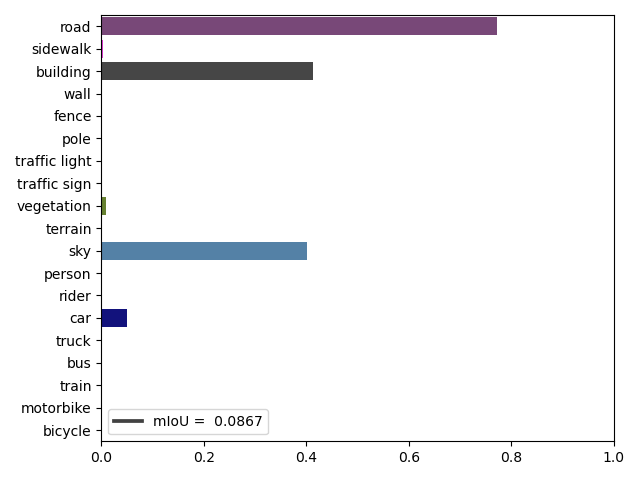 road
sidewalk
building
wall
fence
pole
traffic light
traffic sign
vegetation
terrain
sky
person
rider
car
truck
bus
train
motorbike
bicycle
mIoU = 0.0867
0.0 0.2 0.4 0.6 0.8 1.0